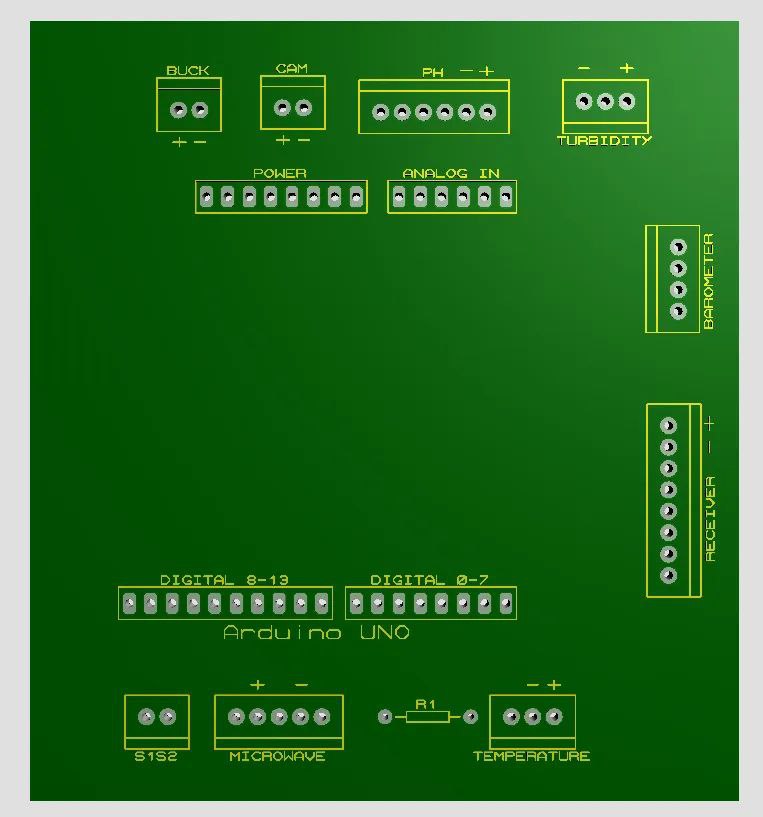 BUCK
CAM
PH - +
- +
+ -
+ -
TURBIDITY
POWER
ANALOG IN
BAROMETER
+
-
RECEIVER
DIGITAL 8-13
DIGITAL 0-7
Arduino UNO
+ -
R1
- +
S1S2
MICROWAVE
TEMPERATURE